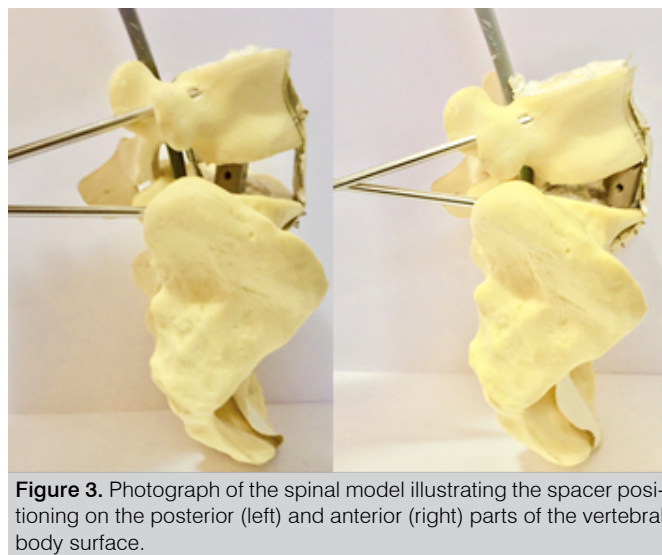 Figure 3. Photograph of the spinal model illustrating the spacer posi-
tioning on the posterior (left) and anterior (right) parts of the vertebral
body surface.